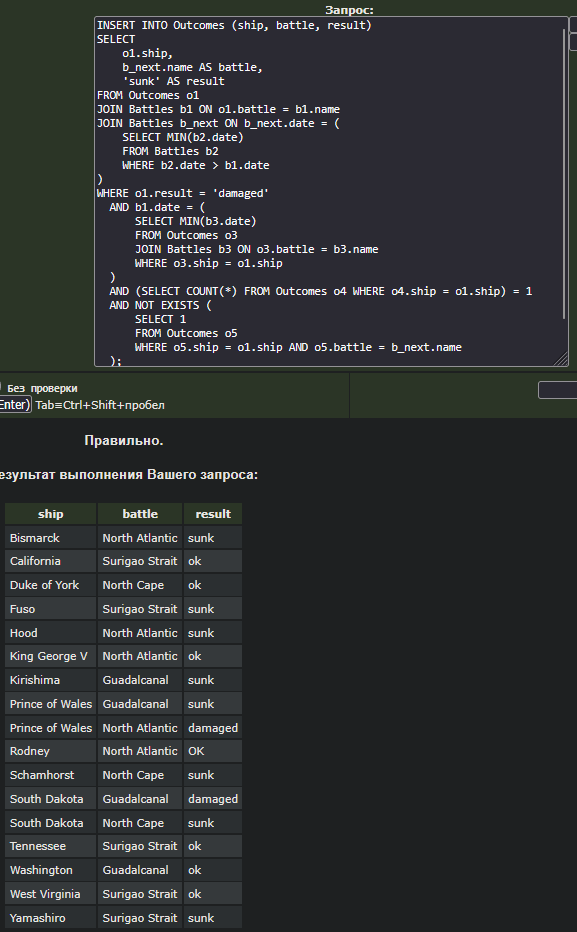 Запрос:
INSERT INTO Outcomes (ship, battle, result)
SELECT
    o1.ship,
    b_next.name AS battle,
    'sunk' AS result
FROM Outcomes o1
JOIN Battles b1 ON o1.battle = b1.name
JOIN Battles b_next ON b_next.date = (
    SELECT MIN(b2.date)
    FROM Battles b2
    WHERE b2.date > b1.date
)
WHERE o1.result = 'damaged'
  AND b1.date = (
      SELECT MIN(b3.date)
      FROM Outcomes o3
      JOIN Battles b3 ON o3.battle = b3.name
      WHERE o3.ship = o1.ship
  )
  AND (SELECT COUNT(*) FROM Outcomes o4 WHERE o4.ship = o1.ship) = 1
  AND NOT EXISTS (
      SELECT 1
      FROM Outcomes o5
      WHERE o5.ship = o1.ship AND o5.battle = b_next.name
  );
Без проверки
Enter) Tab≡Ctrl+Shift+пробел
Правильно.
езультат выполнения Вашего запроса:
ship battle result
Bismarck North Atlantic sunk
California Surigao Strait ok
Duke of York North Cape ok
Fuso Surigao Strait sunk
Hood North Atlantic sunk
King George V North Atlantic ok
Kirishima Guadalcanal sunk
Prince of Wales Guadalcanal sunk
Prince of Wales North Atlantic damaged
Rodney North Atlantic OK
Schamhorst North Cape sunk
South Dakota Guadalcanal damaged
South Dakota North Cape sunk
Tennessee Surigao Strait ok
Washington Guadalcanal ok
West Virginia Surigao Strait ok
Yamashiro Surigao Strait sunk